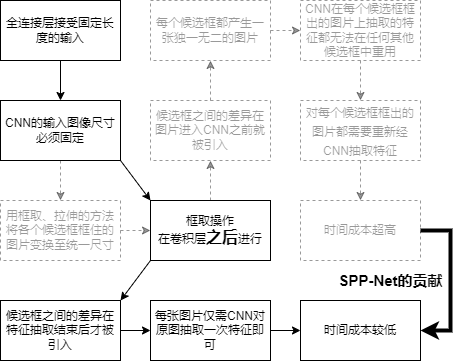 全连接层接受固定
长度的输入
每个候选框都产生一
张独一无二的图片
CNN在每个候选框框
出的图片上抽取的特
征都无法在任何其他
候选框中重用
CNN的输入图像尺寸
必须固定
候选框之间的差异在
图片进入CNN之前就
被引入
对每个候选框框出的
图片都需要重新经
CNN抽取特征
用框取、拉伸的方法
将各个候选框框住的
图片变换至统一尺寸
框取操作
在卷积层之后进行
时间成本超高
SPP-Net的贡献
候选框之间的差异在
特征抽取结束后才被
引入
每张图片仅需CNN对
原图抽取一次特征即
可
时间成本较低